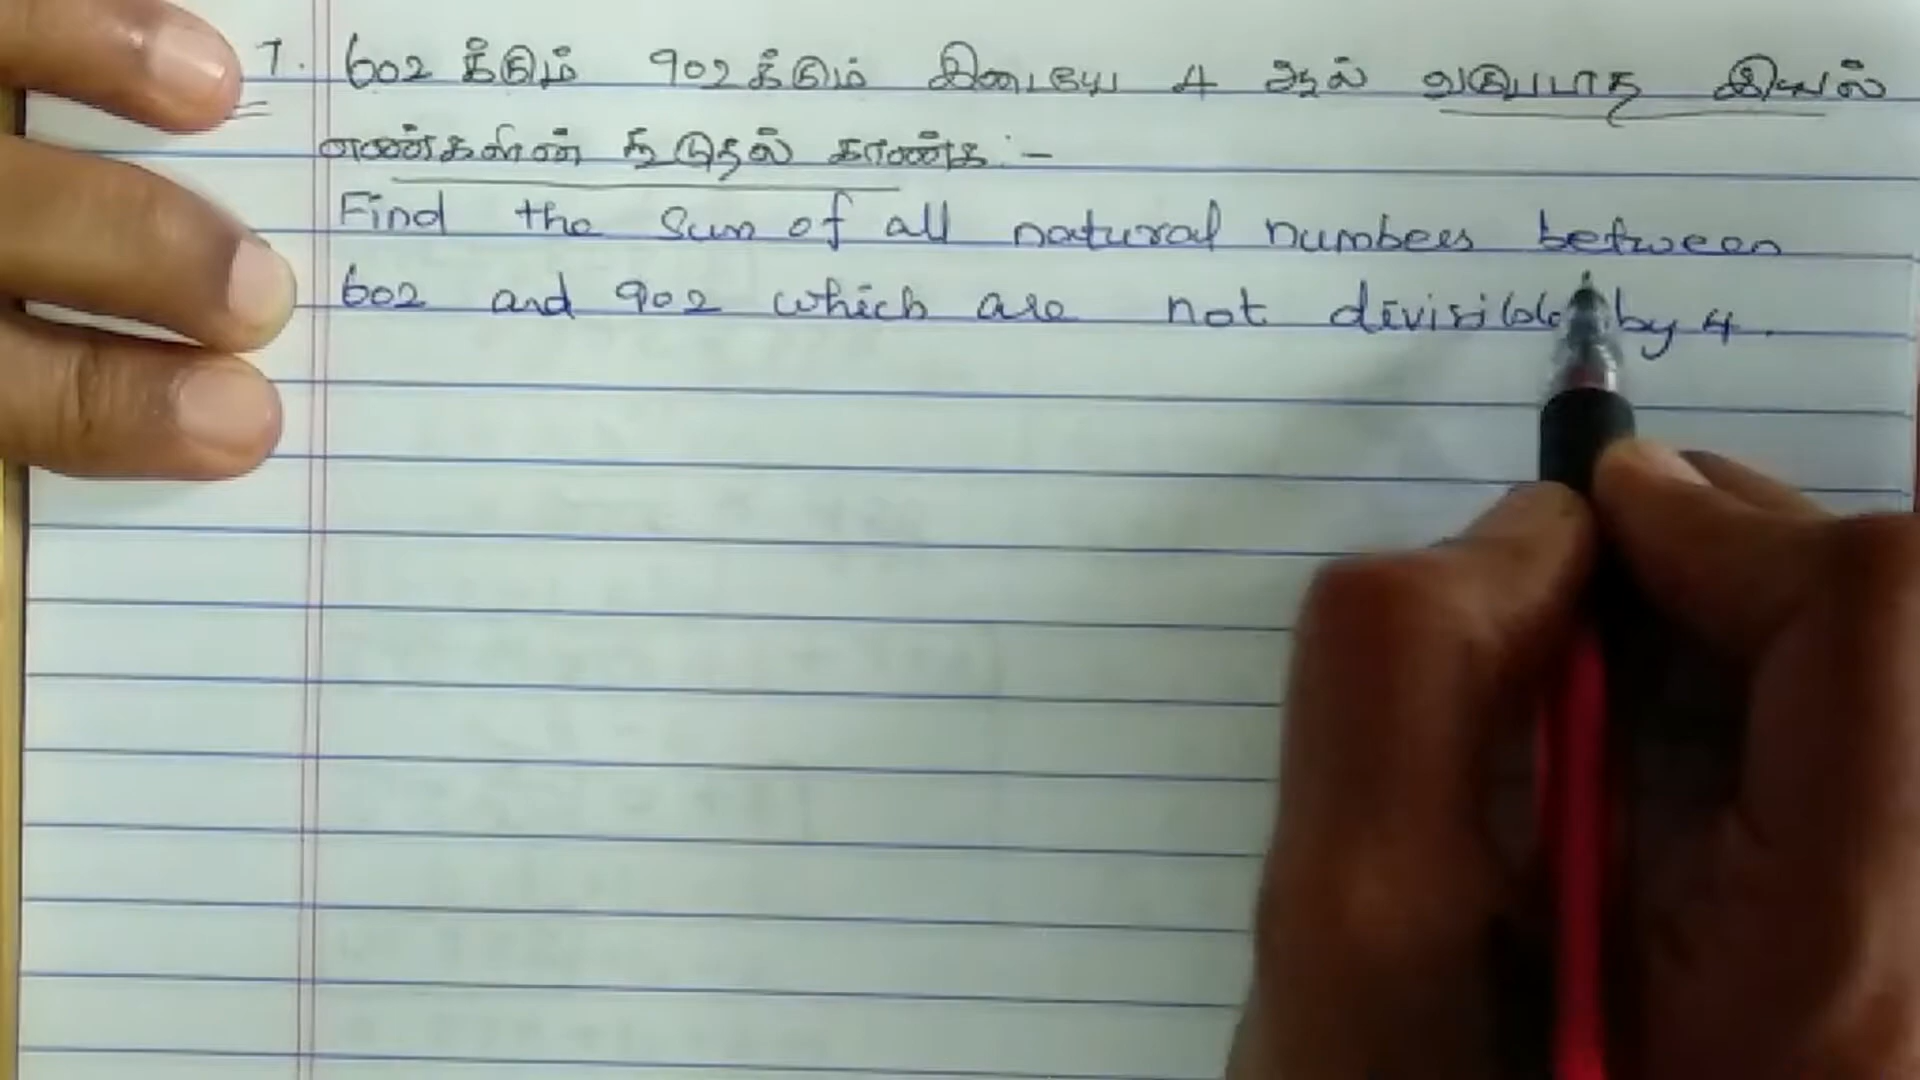 7. 602 க்கும் 902 க்கும் இடையே 4 ஆல் வகுபடாத இயல்
எண்களின் கூடுதல் காண்க :-
Find the Sum of all natural numbers between
602 and 902 which are not divisible by 4.